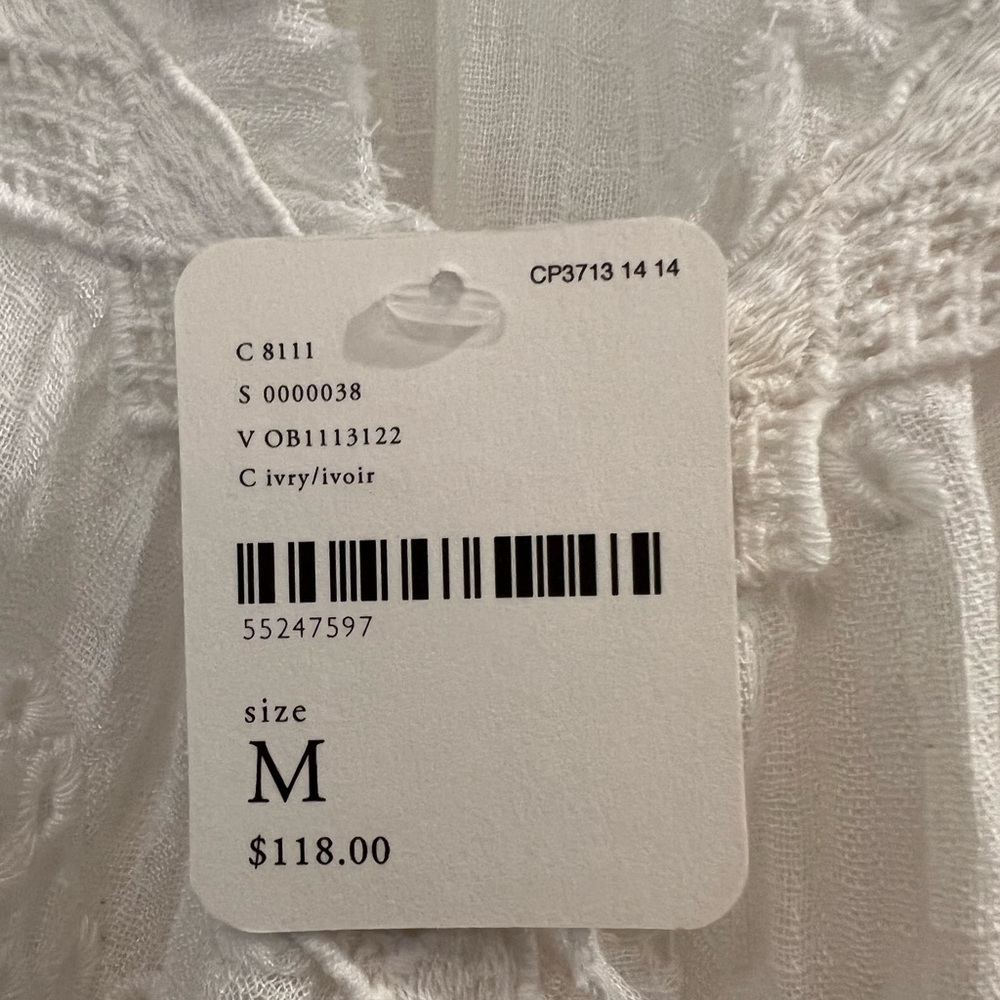 CP3713 14 14
C 8111
S 0000038
V OB1113122
C ivry/ivoir
55247597
size
M
$118.00